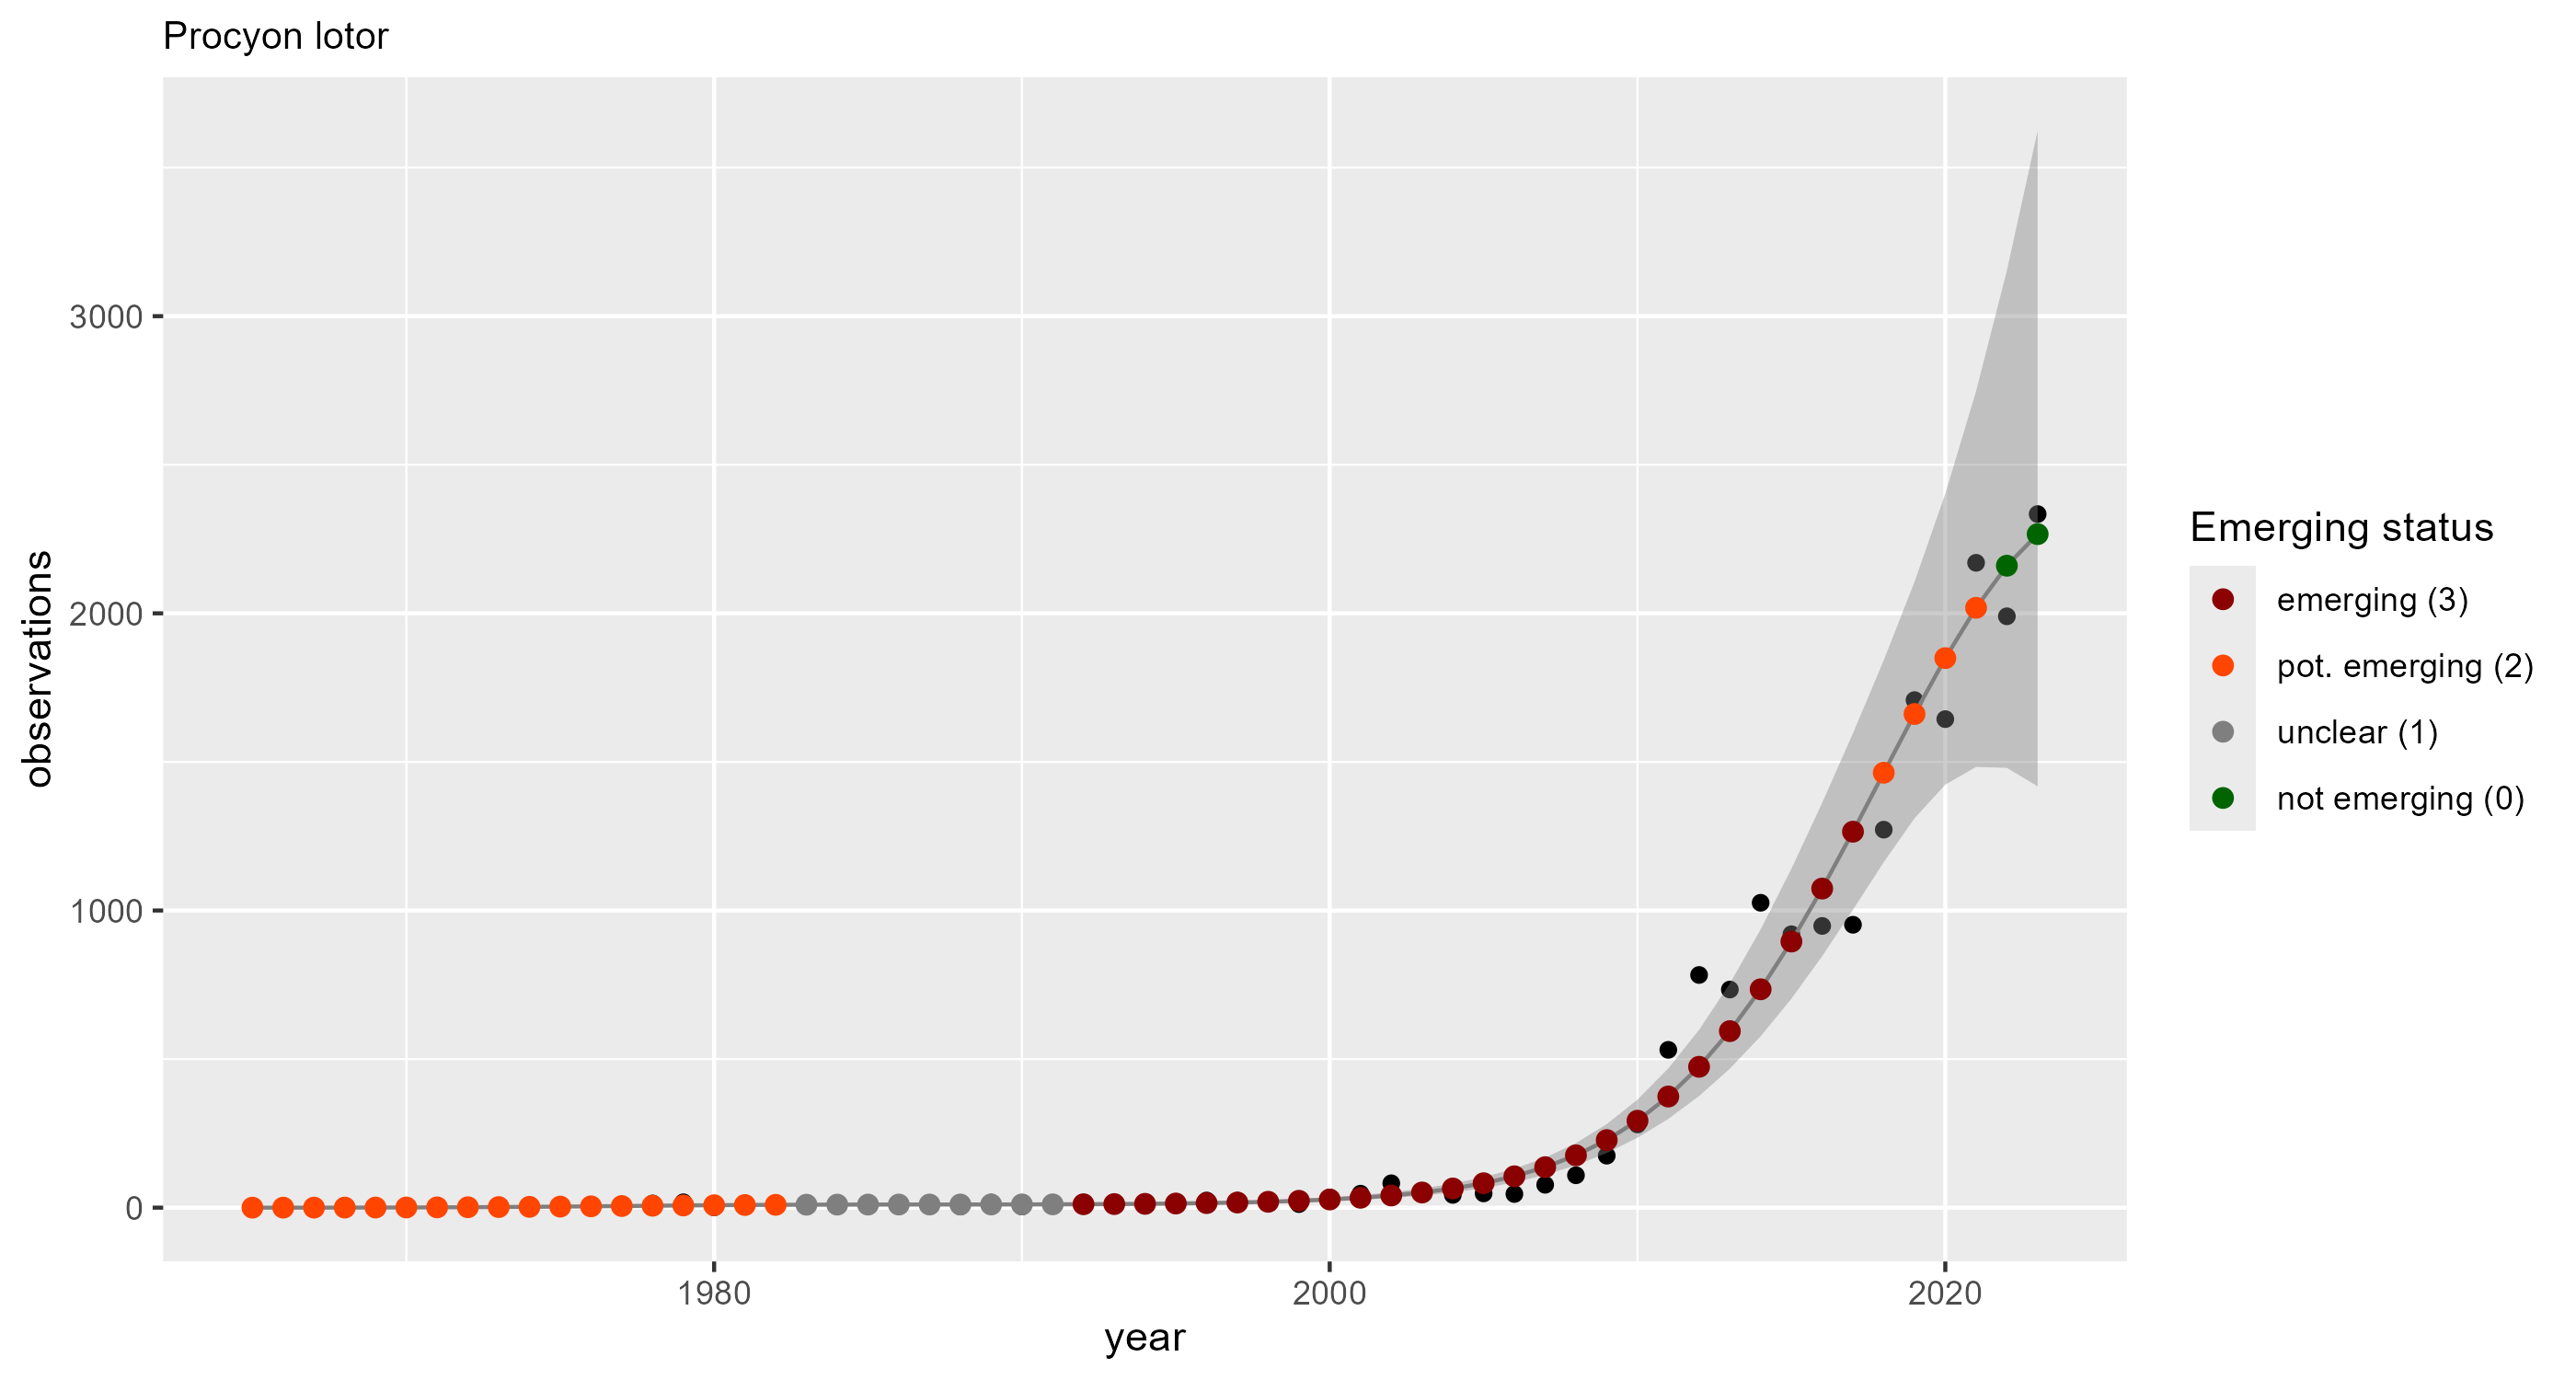 Procyon lotor
observations
3000
2000
1000
0
1980
2000
2020
year
Emerging status
emerging (3)
pot. emerging (2)
unclear (1)
not emerging (0)